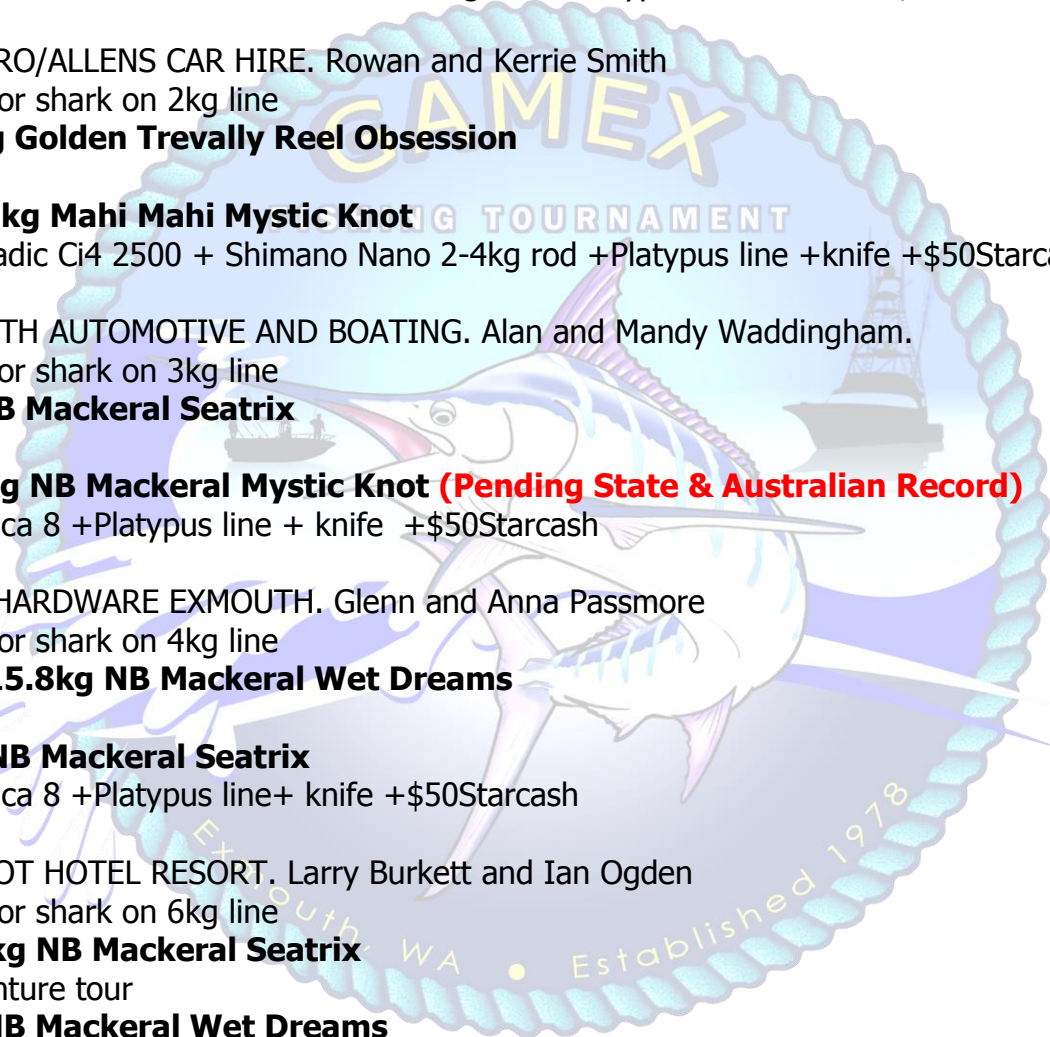 RO/ALLENS CAR HIRE. Rowan and Kerrie Smith
or shark on 2kg line
g Golden Trevally Reel Obsession
GAMEX
FISHING TOURNAMENT
kg Mahi Mahi Mystic Knot
adic Ci4 2500 + Shimano Nano 2-4kg rod +Platypus line +knife +$50Starca
TH AUTOMOTIVE AND BOATING. Alan and Mandy Waddingham.
or shark on 3kg line
B Mackeral Seatrix
g NB Mackeral Mystic Knot (Pending State & Australian Record)
ca 8 +Platypus line + knife +$50Starcash
HARDWARE EXMOUTH. Glenn and Anna Passmore
or shark on 4kg line
15.8kg NB Mackeral Wet Dreams
NB Mackeral Seatrix
ca 8 +Platypus line+ knife +$50Starcash
OT HOTEL RESORT. Larry Burkett and Ian Ogden
or shark on 6kg line
kg NB Mackeral Seatrix
nture tour
NB Mackeral Wet Dreams
Exmouth, WA • Established 1978